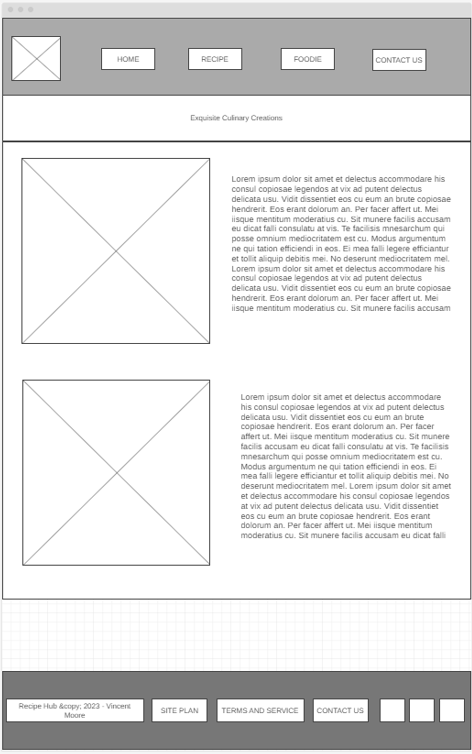 HOME
RECIPE
FOODIE
CONTACT US
Exquisite Culinary Creations
Lorem ipsum dolor sit amet et delectus accommodare his
consul copiosae legendos at vix ad putent delectus
delicata usu. Vidit dissentiet eos cu eum an brute copiosae
hendrerit. Eos erant dolorum an. Per facer affert ut. Mei
iisque mentitum moderatius cu. Sit munere facilis accusam
eu dicat falli consulatu at vis. Te facilisis mnesarchum qui
posse omnium mediocritatem est cu. Modus argumentum
ne qui tation efficiendi in eos. Ei mea falli legere efficiantur
et tollit aliquip debitis mei. No deserunt mediocritatem mel.
Lorem ipsum dolor sit amet et delectus accommodare his
consul copiosae legendos at vix ad putent delectus
delicata usu. Vidit dissentiet eos cu eum an brute copiosae
hendrerit. Eos erant dolorum an. Per facer affert ut. Mei
iisque mentitum moderatius cu. Sit munere facilis accusam
Lorem ipsum dolor sit amet et delectus accommodare
his consul copiosae legendos at vix ad putent delectus
delicata usu. Vidit dissentiet eos cu eum an brute
copiosae hendrerit. Eos erant dolorum an. Per facer
affert ut. Mei iisque mentitum moderatius cu. Sit munere
facilis accusam eu dicat falli consulatu at vis. Te facilisis
mnesarchum qui posse omnium mediocritatem est cu.
Modus argumentum ne qui tation efficiendi in eos. Ei
mea falli legere efficiantur et tollit aliquip debitis mei. No
deserunt mediocritatem mel. Lorem ipsum dolor sit amet
et delectus accommodare his consul copiosae legendos
at vix ad putent delectus delicata usu. Vidit dissentiet
eos cu eum an brute copiosae hendrerit. Eos erant
dolorum an. Per facer affert ut. Mei iisque mentitum
moderatius cu. Sit munere facilis accusam eu dicat falli
Recipe Hub &copy; 2023 · Vincent
Moore
SITE PLAN
TERMS AND SERVICE
CONTACT US